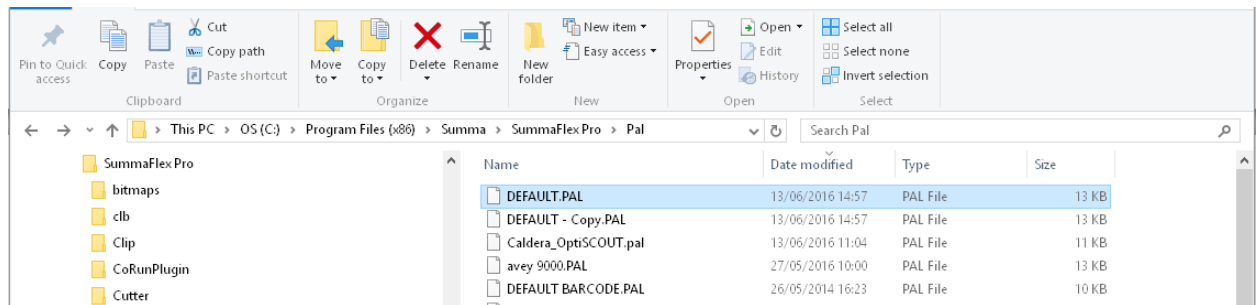 Pin to Quick access
Copy
Paste
Cut
Copy path
Paste shortcut
Clipboard
Move to
Copy to
Delete
Rename
Organize
New folder
New item
Easy access
New
Properties
Open
Edit
History
Open
Select all
Select none
Invert selection
Select
This PC > OS (C:) > Program Files (x86) > Summa > SummaFlex Pro > Pal
Search Pal
SummaFlex Pro
bitmaps
clb
Clip
CoRunPlugin
Cutter
Name Date modified Type Size
DEFAULT.PAL 13/06/2016 14:57 PAL File 13 KB
DEFAULT - Copy.PAL 13/06/2016 14:57 PAL File 13 KB
Caldera_OptiSCOUT.pal 13/06/2016 11:04 PAL File 11 KB
avey 9000.PAL 27/05/2016 10:00 PAL File 13 KB
DEFAULT BARCODE.PAL 26/05/2014 16:23 PAL File 10 KB